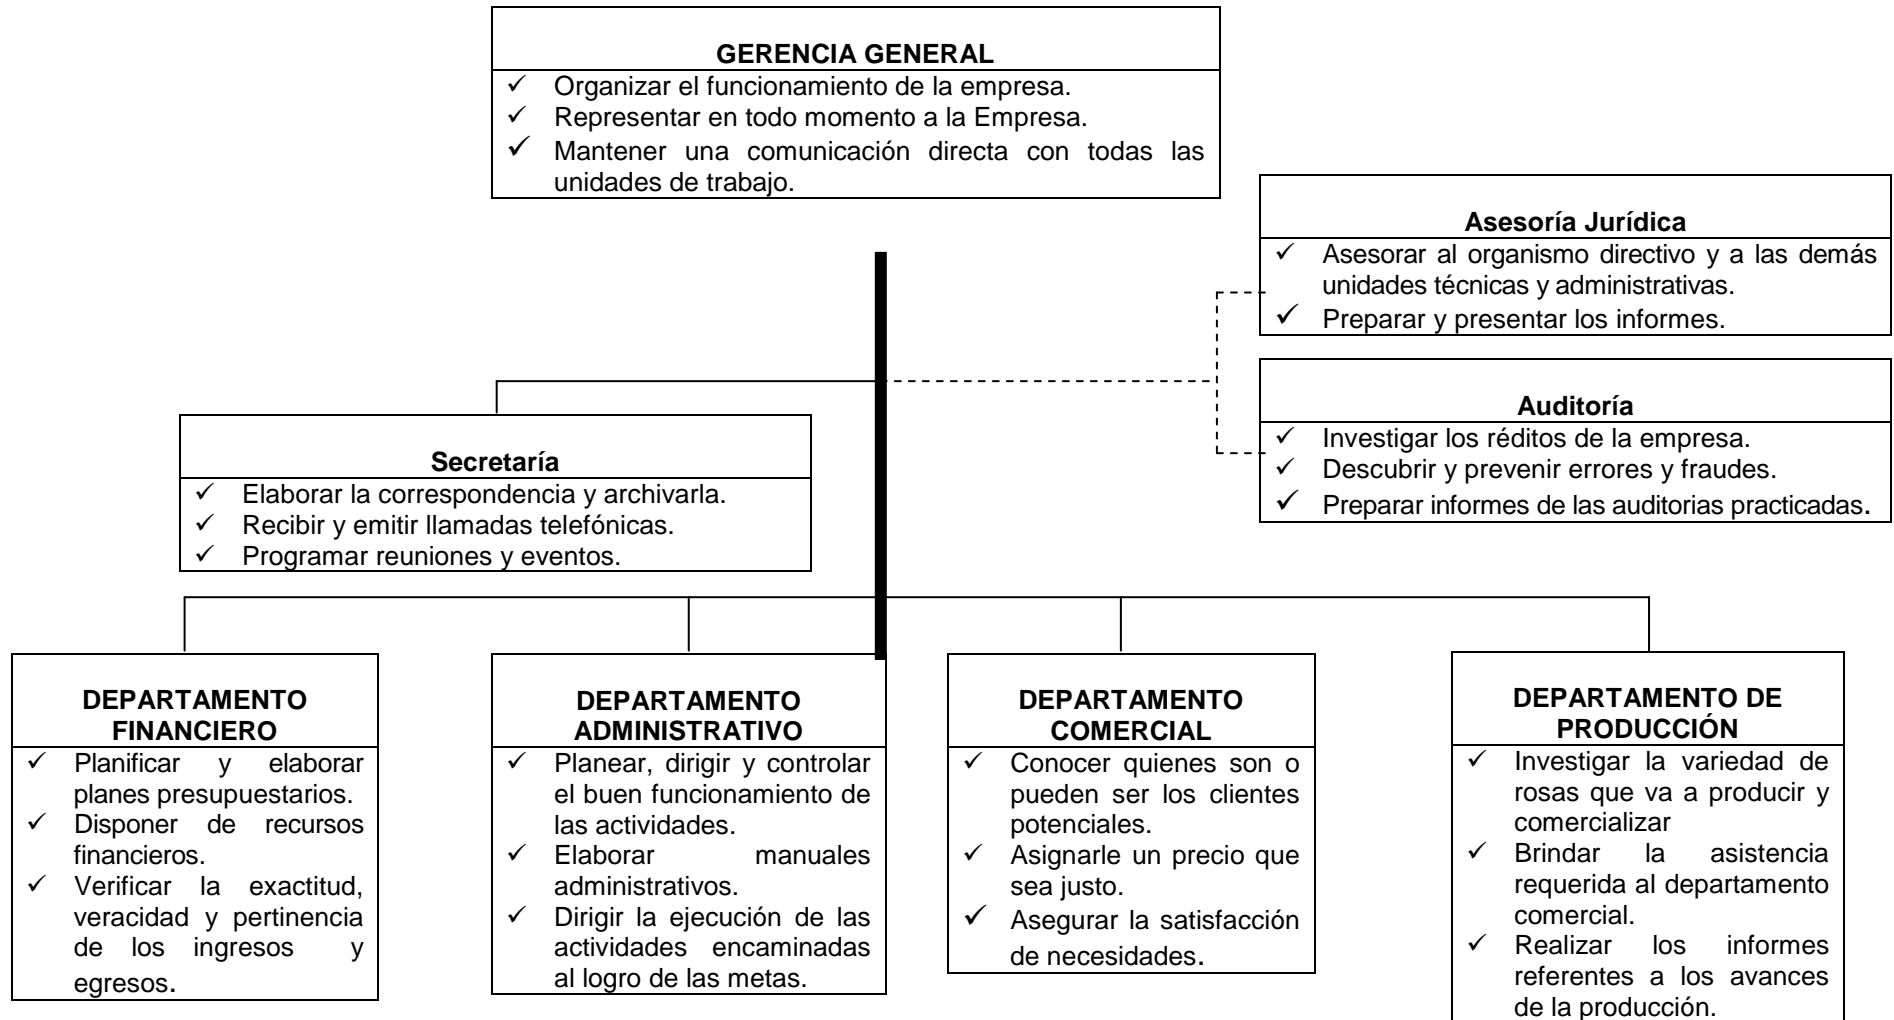 GERENCIA GENERAL
✓ Organizar el funcionamiento de la empresa.
✓ Representar en todo momento a la Empresa.
✓ Mantener una comunicación directa con todas las
unidades de trabajo.
Asesoría Jurídica
✓ Asesorar al organismo directivo y a las demás
unidades técnicas y administrativas.
✓ Preparar y presentar los informes.
Auditoría
✓ Investigar los réditos de la empresa.
✓ Descubrir y prevenir errores y fraudes.
✓ Preparar informes de las auditorias practicadas.
Secretaría
✓ Elaborar la correspondencia y archivarla.
✓ Recibir y emitir llamadas telefónicas.
✓ Programar reuniones y eventos.
DEPARTAMENTO
FINANCIERO
✓ Planificar y elaborar
planes presupuestarios.
✓ Disponer de recursos
financieros.
✓ Verificar la exactitud,
veracidad y pertinencia
de los ingresos y
egresos.
DEPARTAMENTO
ADMINISTRATIVO
✓ Planear, dirigir y controlar
el buen funcionamiento de
las actividades.
✓ Elaborar manuales
administrativos.
✓ Dirigir la ejecución de las
actividades encaminadas
al logro de las metas.
DEPARTAMENTO
COMERCIAL
✓ Conocer quienes son o
pueden ser los clientes
potenciales.
✓ Asignarle un precio que
sea justo.
✓ Asegurar la satisfacción
de necesidades.
DEPARTAMENTO DE
PRODUCCIÓN
✓ Investigar la variedad de
rosas que va a producir y
comercializar
✓ Brindar la asistencia
requerida al departamento
comercial.
✓ Realizar los informes
referentes a los avances
de la producción.